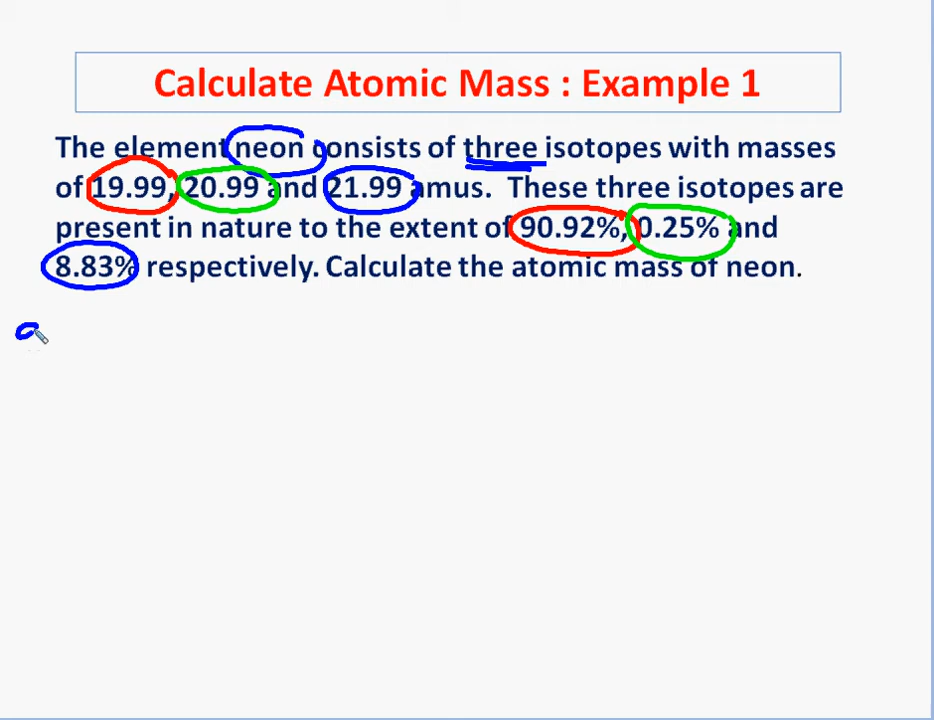 Calculate Atomic Mass : Example 1
The element neon consists of three isotopes with masses
of 19.99, 20.99 and 21.99 amus. These three isotopes are
present in nature to the extent of 90.92%, 0.25% and
8.83% respectively. Calculate the atomic mass of neon.